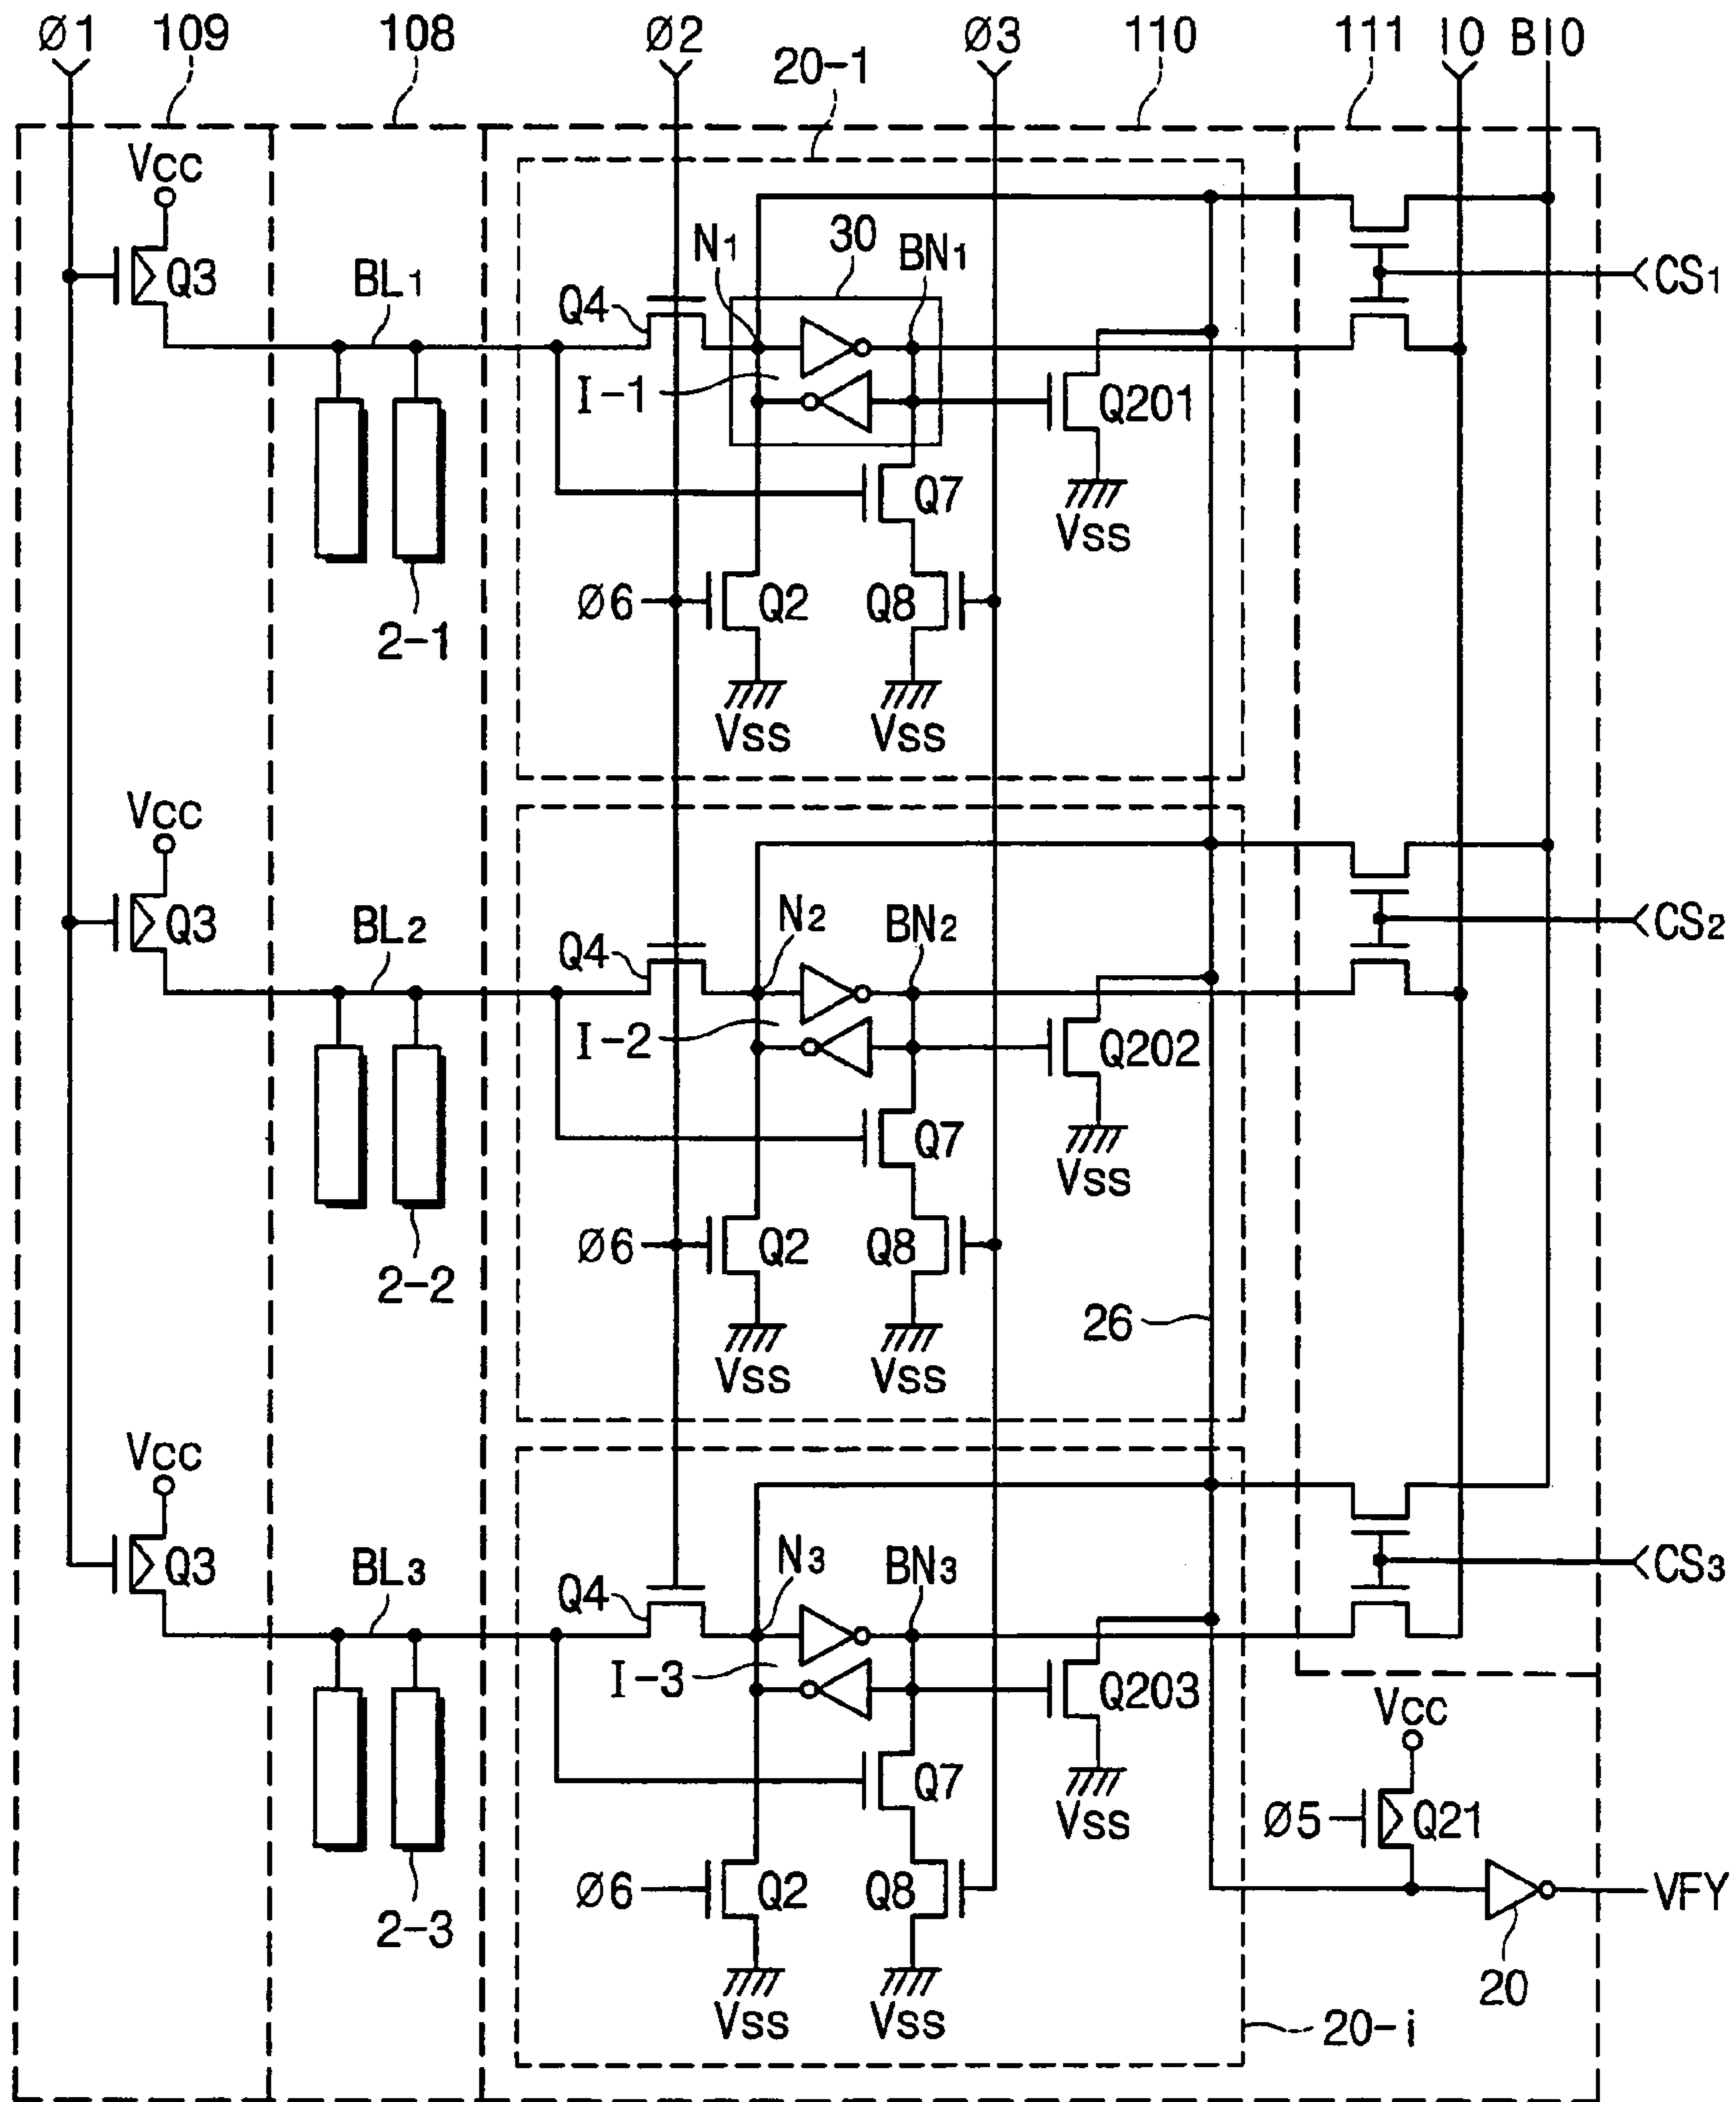 Ø1 109 108 Ø2 Ø3 110 111 IO BIO
20-1
Vcc
N1 30 BN1
Q3 BL1 Q4 CS1
I-1 Q201
Q7
Vss
Ø6 Q2 Q8
2-1
Vss Vss
Vcc
Q3 BL2 Q4 N2 BN2 CS2
I-2 Q202
Q7
Vss
Ø6 Q2 Q8
2-2
26
Vss Vss
Vcc
Q3 BL3 Q4 N3 BN3 CS3
I-3 Q203
Vcc
Q7
Vss Ø5 Q21
Ø6 Q2 Q8 VFY
2-3
20
Vss Vss
20-i